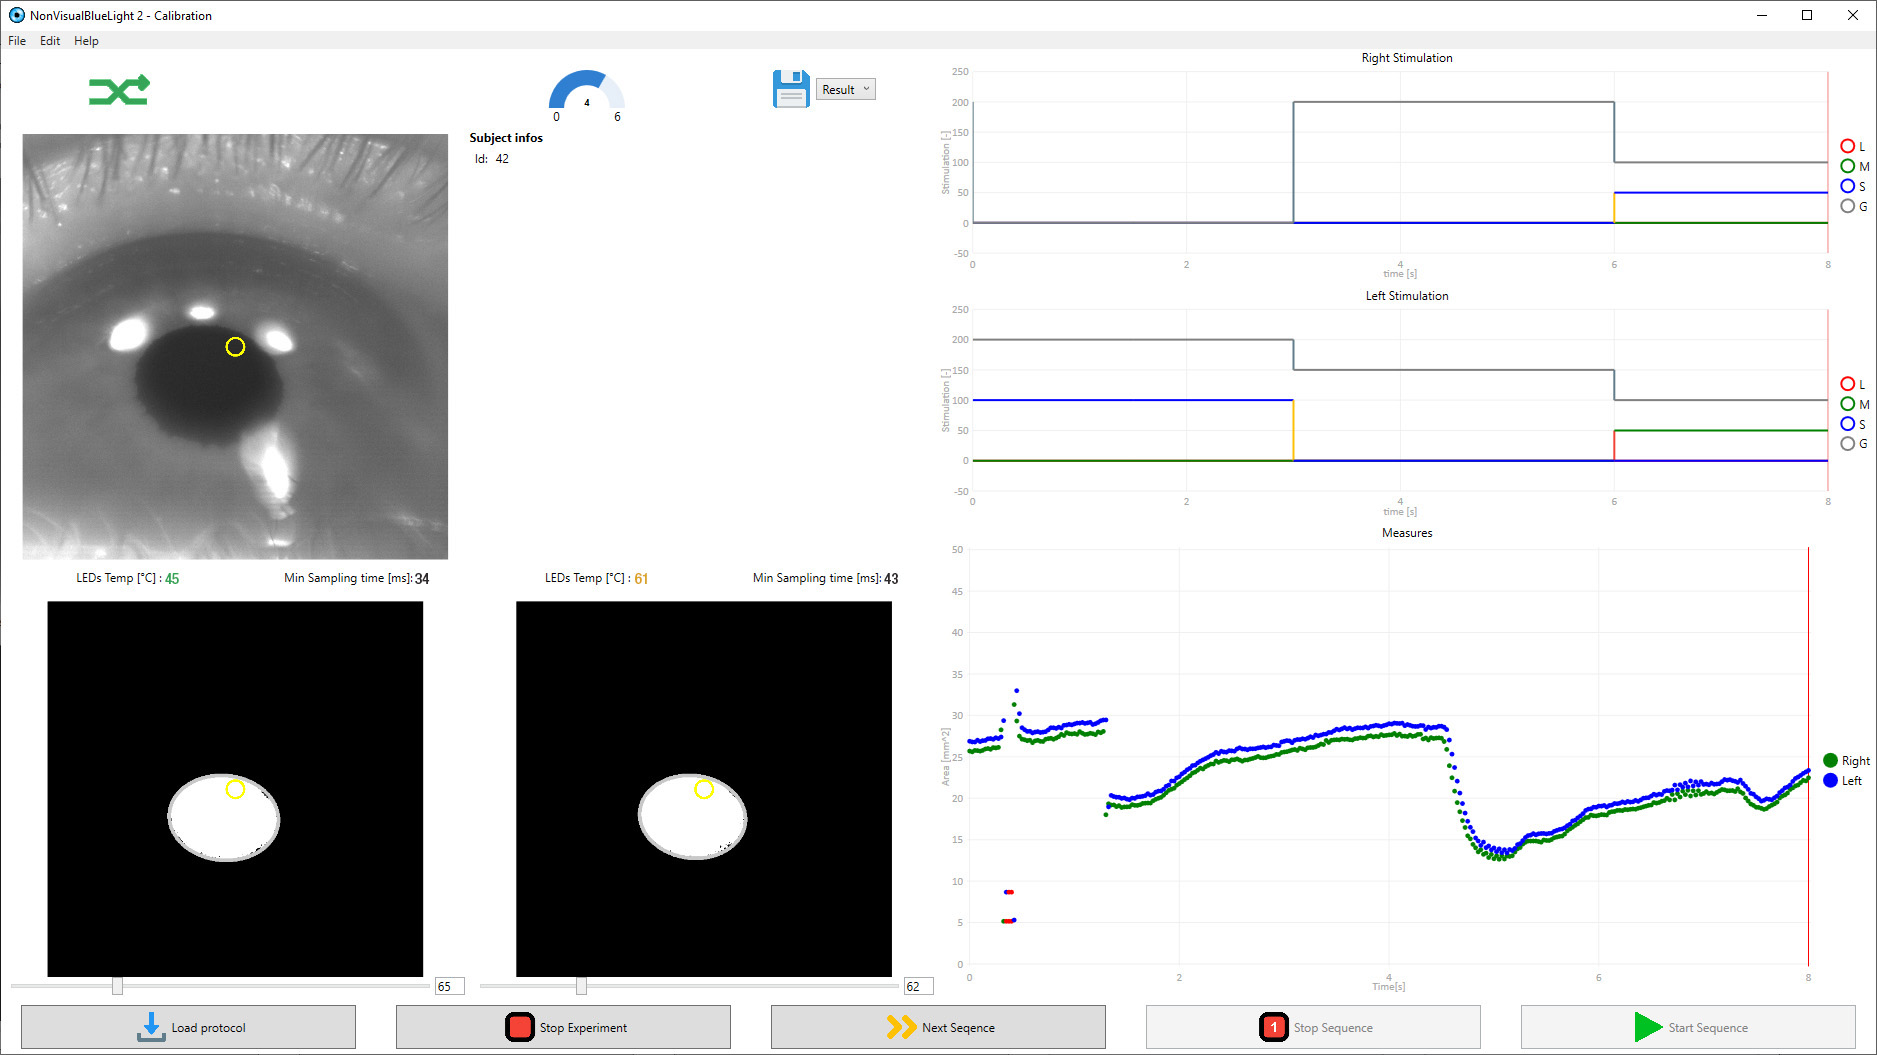 NonVisualBlueLight 2 - Calibration
File Edit Help
4
0 6
Result
Subject infos
Id: 42
LEDs Temp [°C] : 45
Min Sampling time [ms]: 34
LEDs Temp [°C] : 61
Min Sampling time [ms]: 43
65
62
Right Stimulation
Stimulation [-]
250
200
150
100
50
0
-50
0 2 4 6 8
time [s]
L
M
S
G
Left Stimulation
Stimulation [-]
250
200
150
100
50
0
-50
0 2 4 6 8
time [s]
L
M
S
G
Measures
Area [mm^2]
50
45
40
35
30
25
20
15
10
5
0
0 2 4 6 8
Time[s]
Right
Left
Load protocol
Stop Experiment
Next Seqence
1 Stop Sequence
Start Sequence